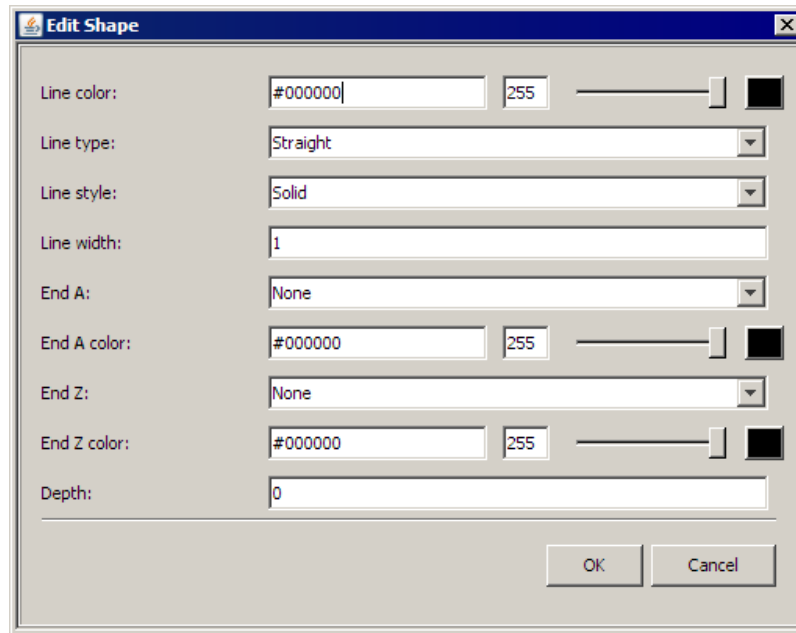 Edit Shape
Line color: #000000 255
Line type: Straight
Line style: Solid
Line width: 1
End A: None
End A color: #000000 255
End Z: None
End Z color: #000000 255
Depth: 0
OK Cancel